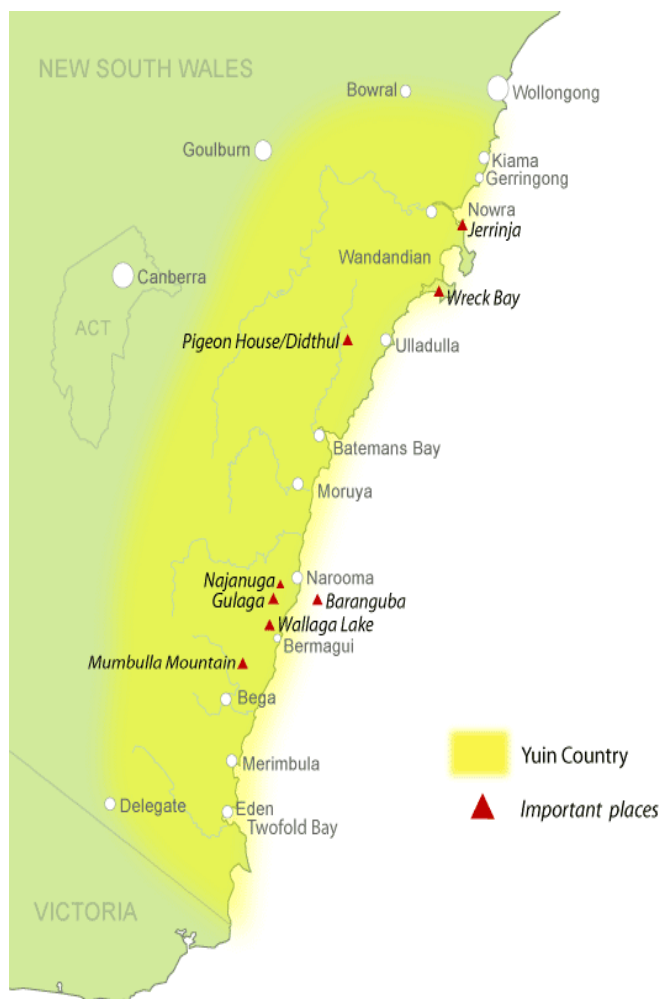 NEW SOUTH WALES
Bowral
Wollongong
Goulburn
Kiama
Gerringong
Nowra
Jerrinja
Wandandian
Canberra
Wreck Bay
ACT
Pigeon House/Didthul
Ulladulla
Batemans Bay
Moruya
Najanuga
Narooma
Gulaga
Baranguba
Wallaga Lake
Bermagui
Mumbulla Mountain
Bega
Yuin Country
Merimbula
Delegate
Eden
Important places
Twofold Bay
VICTORIA